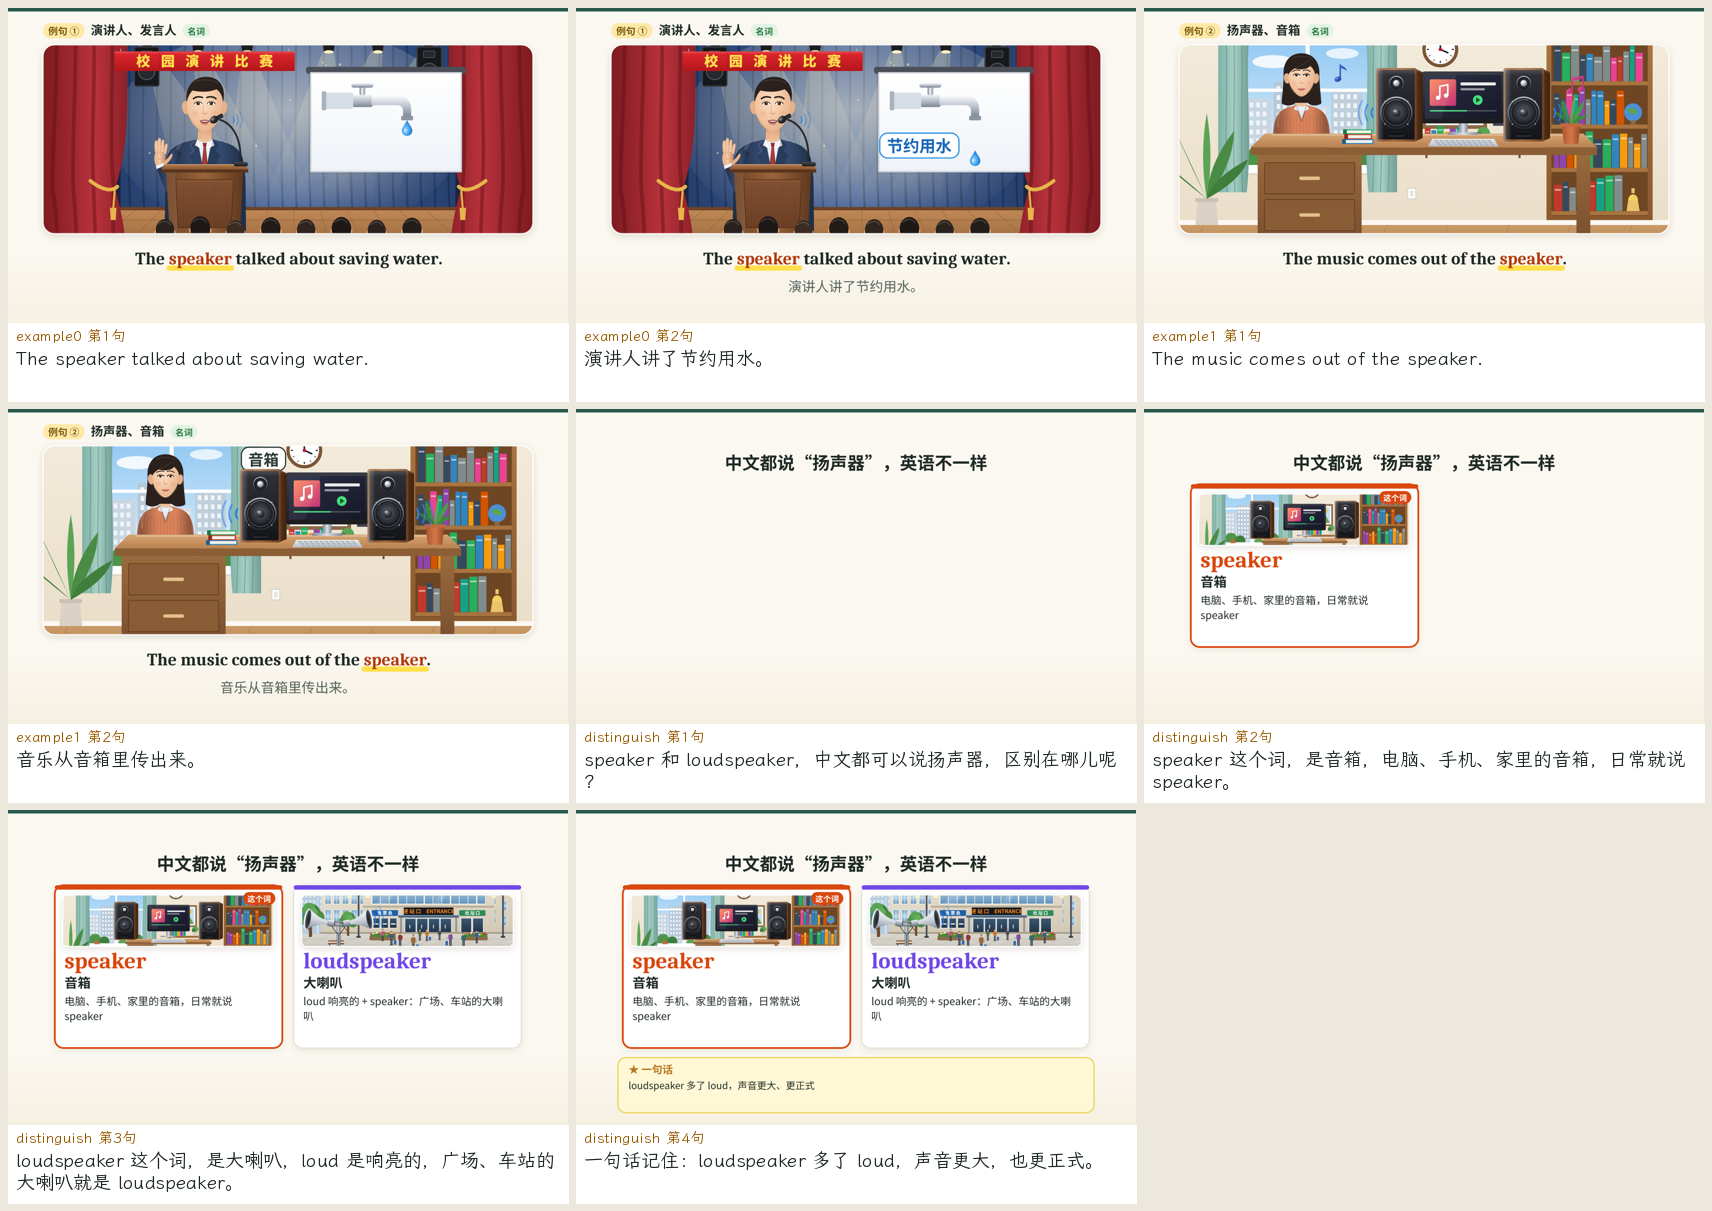 例句① 演讲人、发言人 名词
校园演讲比赛
The speaker talked about saving water.
example0 第1句
The speaker talked about saving water.
例句① 演讲人、发言人 名词
校园演讲比赛
节约用水
The speaker talked about saving water.
演讲人讲了节约用水。
example0 第2句
演讲人讲了节约用水。
例句② 扬声器、音箱 名词
The music comes out of the speaker.
example1 第1句
The music comes out of the speaker.
例句② 扬声器、音箱 名词
音箱
The music comes out of the speaker.
音乐从音箱里传出来。
example1 第2句
音乐从音箱里传出来。
中文都说“扬声器”，英语不一样
distinguish 第1句
speaker 和 loudspeaker，中文都可以说扬声器，区别在哪儿呢
？
中文都说“扬声器”，英语不一样
这个词
speaker
音箱
电脑、手机、家里的音箱，日常就说
speaker
distinguish 第2句
speaker 这个词，是音箱，电脑、手机、家里的音箱，日常就说
speaker。
中文都说“扬声器”，英语不一样
这个词
speaker
音箱
电脑、手机、家里的音箱，日常就说
speaker
进站口 ENTRANCE
出站口
loudspeaker
大喇叭
loud 响亮的 + speaker：广场、车站的大喇
叭
distinguish 第3句
loudspeaker 这个词，是大喇叭，loud 是响亮的，广场、车站的
大喇叭就是 loudspeaker。
中文都说“扬声器”，英语不一样
这个词
speaker
音箱
电脑、手机、家里的音箱，日常就说
speaker
进站口 ENTRANCE
出站口
loudspeaker
大喇叭
loud 响亮的 + speaker：广场、车站的大喇
叭
★ 一句话
loudspeaker 多了 loud，声音更大、更正式
distinguish 第4句
一句话记住：loudspeaker 多了 loud，声音更大，也更正式。